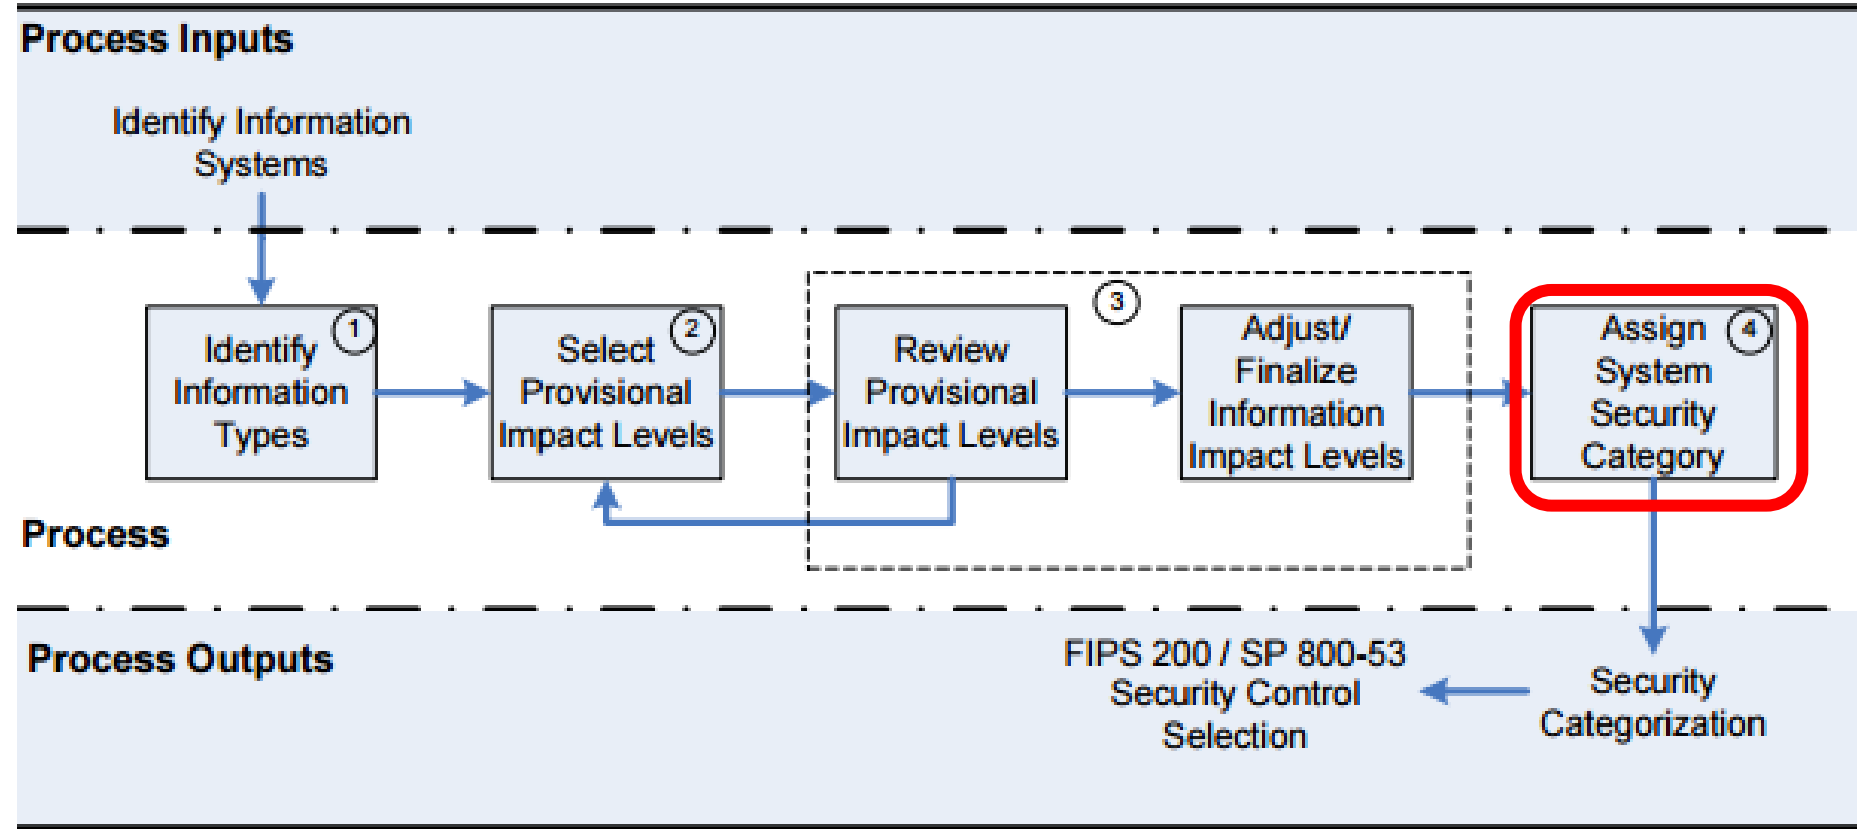 Process Inputs
Identify Information
Systems
1
Identify
Information
Types
2
Select
Provisional
Impact Levels
3
Review
Provisional
Impact Levels
Adjust/
Finalize
Information
Impact Levels
4
Assign
System
Security
Category
Process
Process Outputs
FIPS 200 / SP 800-53
Security Control
Selection
Security
Categorization